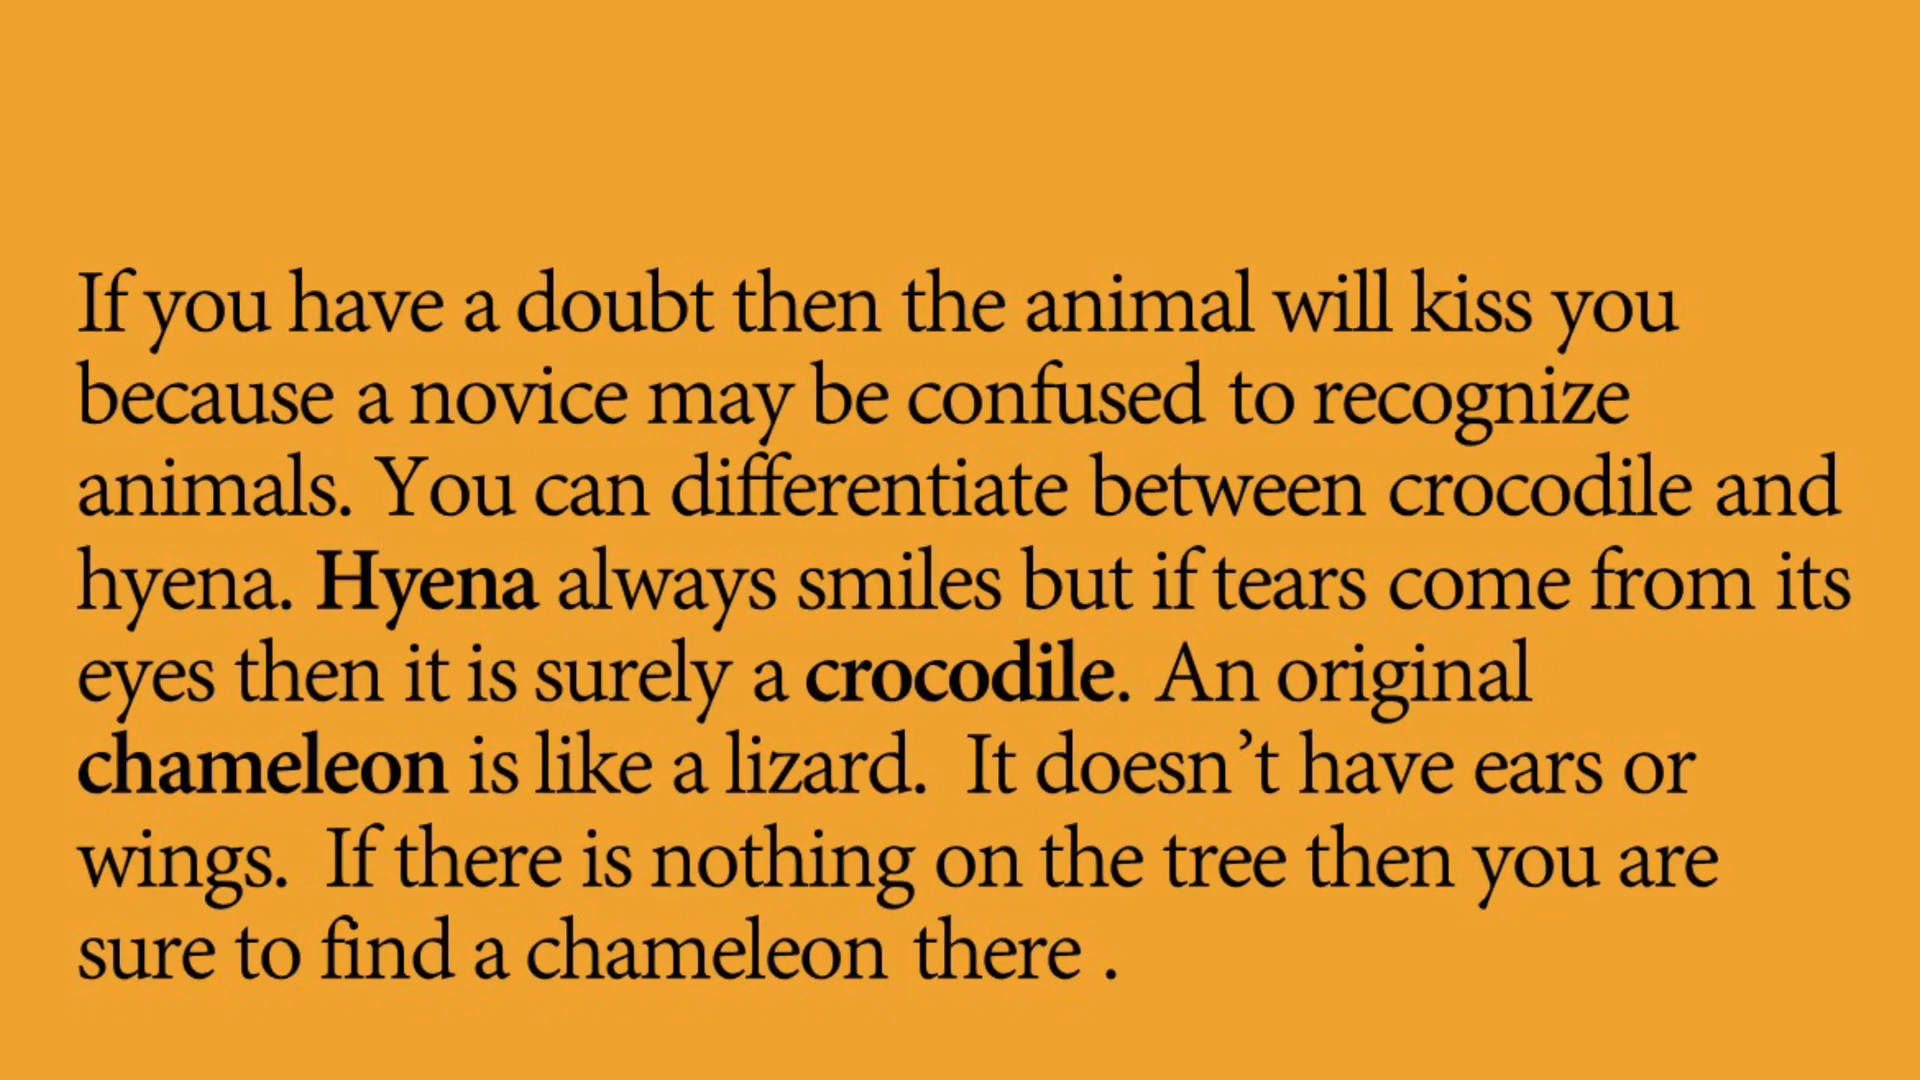 If you have a doubt then the animal will kiss you
because a novice may be confused to recognize
animals. You can differentiate between crocodile and
hyena. Hyena always smiles but if tears come from its
eyes then it is surely a crocodile. An original
chameleon is like a lizard. It doesn’t have ears or
wings. If there is nothing on the tree then you are
sure to find a chameleon there .